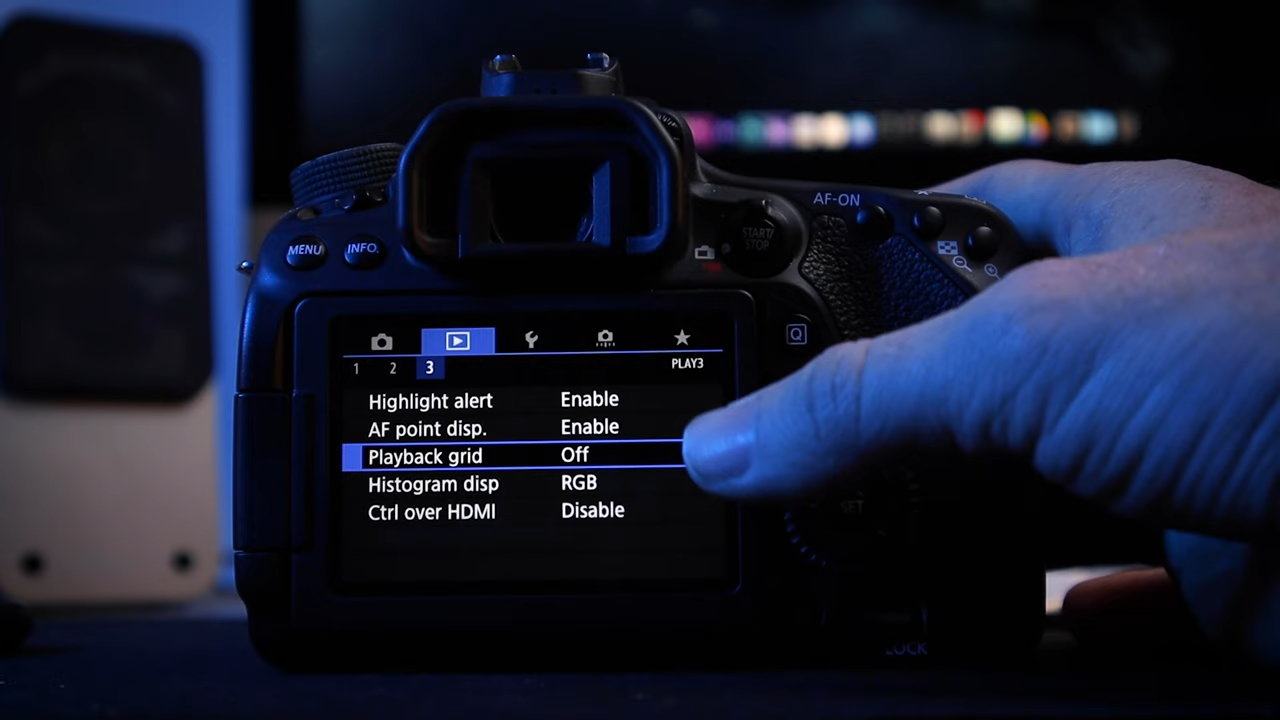 AF-ON
MENU INFO.
START/
STOP
Q
1 2 3 PLAY3
Highlight alert Enable
AF point disp. Enable
Playback grid Off
Histogram disp RGB
Ctrl over HDMI Disable
SET
LOCK